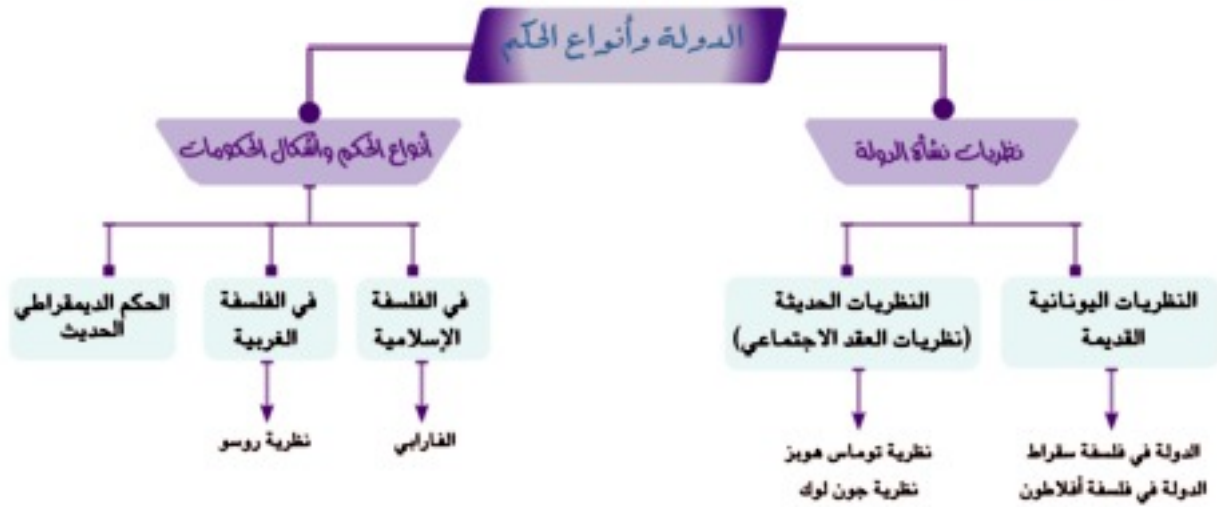 الدولة وأنواع الحكم
نظريات نشأة الدولة
أنواع الحكم وأشكال الحكومات
النظريات اليونانية
القديمة
النظريات الحديثة
(نظريات العقد الاجتماعي)
في الفلسفة
الإسلامية
في الفلسفة
الغربية
الحكم الديمقراطي
الحديث
الدولة في فلسفة سقراط
الدولة في فلسفة أفلاطون
نظرية توماس هوبز
نظرية جون لوك
الفارابي
نظرية روسو